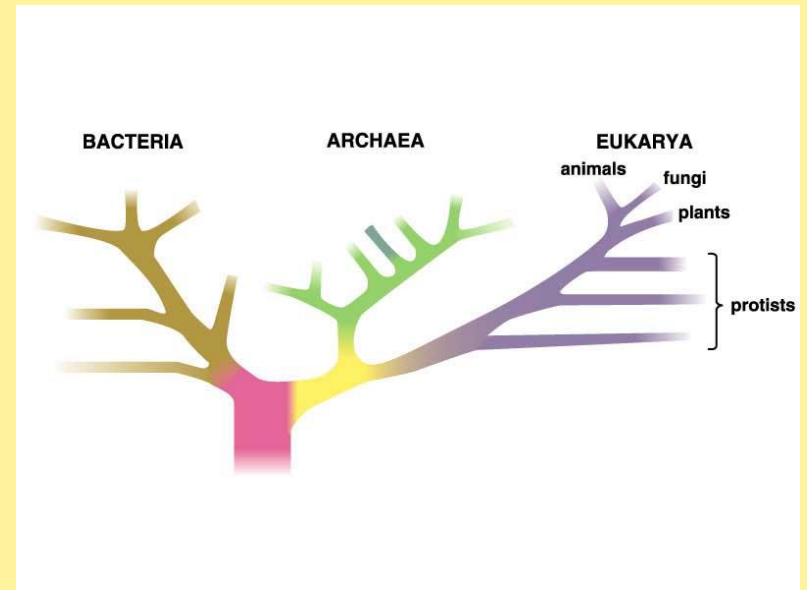 BACTERIA
ARCHAEA
EUKARYA
animals
fungi
plants
protists